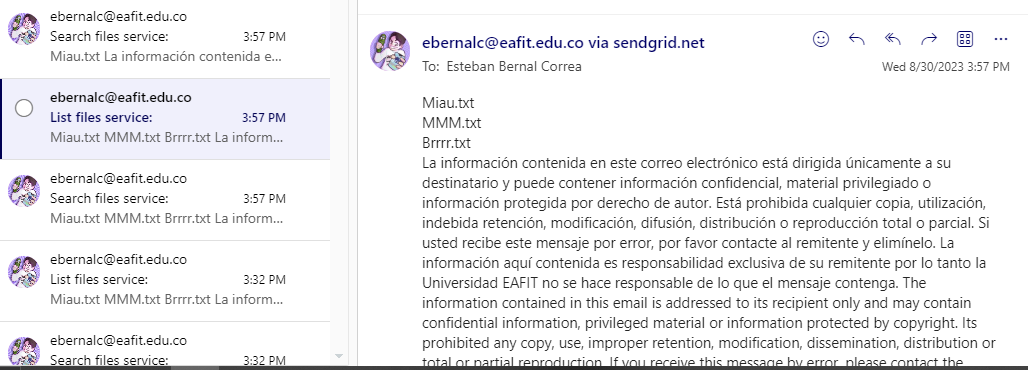 ebernalc@eafit.edu.co
Search files service: 3:57 PM
Miau.txt La información contenida e...
ebernalc@eafit.edu.co
List files service: 3:57 PM
Miau.txt MMM.txt Brrrr.txt La inform...
ebernalc@eafit.edu.co
Search files service: 3:57 PM
Miau.txt MMM.txt Brrrr.txt La inform...
ebernalc@eafit.edu.co
List files service: 3:32 PM
Miau.txt MMM.txt Brrrr.txt La inform...
ebernalc@eafit.edu.co
Search files service: 3:32 PM
ebernalc@eafit.edu.co via sendgrid.net
To: Esteban Bernal Correa
Wed 8/30/2023 3:57 PM
Miau.txt
MMM.txt
Brrrr.txt
La información contenida en este correo electrónico está dirigida únicamente a su
destinatario y puede contener información confidencial, material privilegiado o
información protegida por derecho de autor. Está prohibida cualquier copia, utilización,
indebida retención, modificación, difusión, distribución o reproducción total o parcial. Si
usted recibe este mensaje por error, por favor contacte al remitente y elimínelo. La
información aquí contenida es responsabilidad exclusiva de su remitente por lo tanto la
Universidad EAFIT no se hace responsable de lo que el mensaje contenga. The
information contained in this email is addressed to its recipient only and may contain
confidential information, privileged material or information protected by copyright. Its
prohibited any copy, use, improper retention, modification, dissemination, distribution or
total or partial reproduction. If you receive this message by error, please contact the